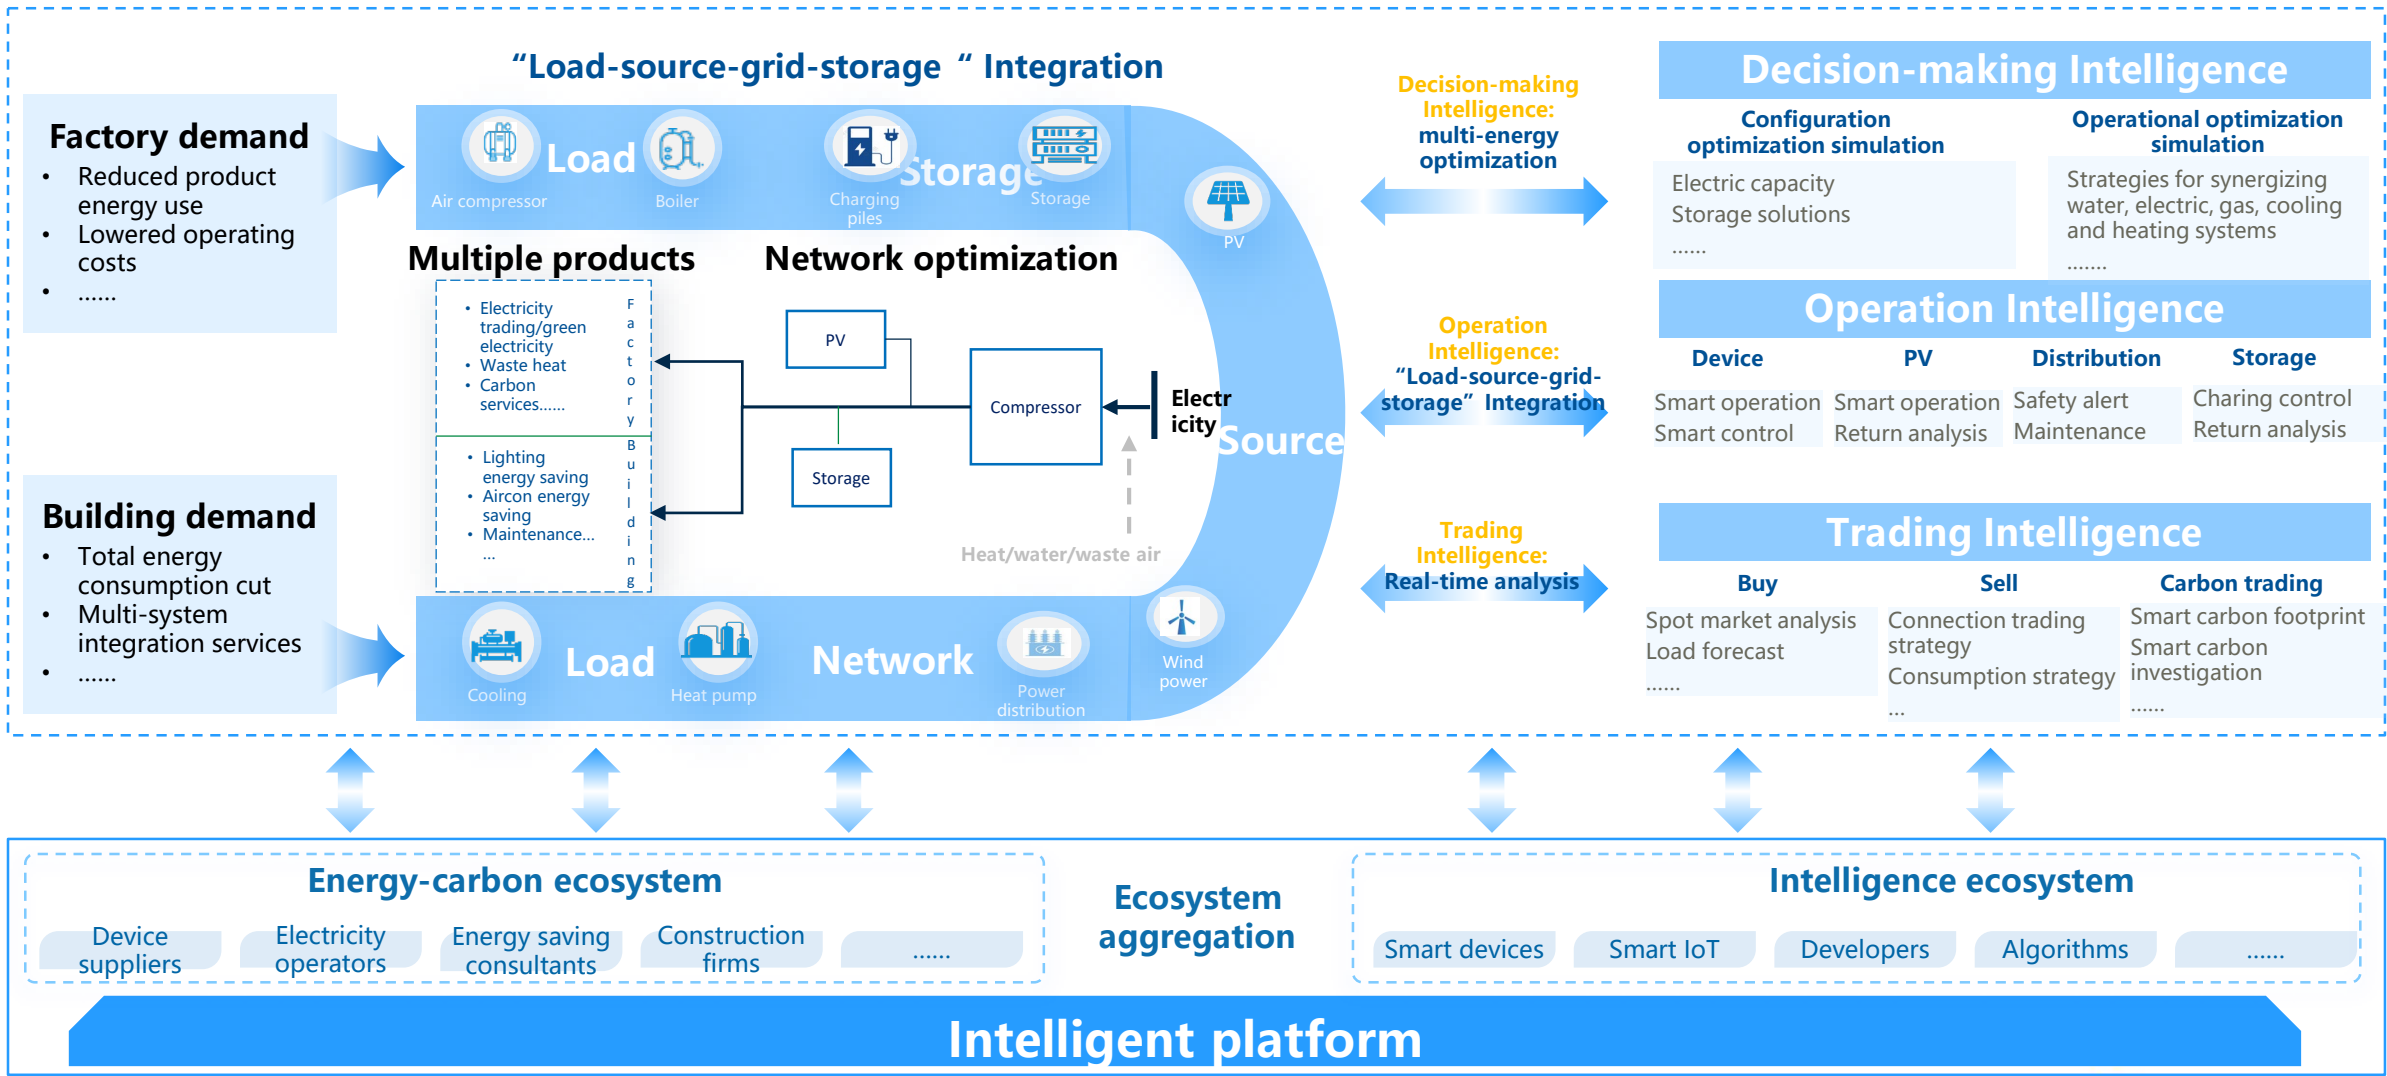 “Load-source-grid-storage “ Integration
Factory demand
• Reduced product
energy use
• Lowered operating
costs
• ......
Building demand
• Total energy
consumption cut
• Multi-system
integration services
• ......
Load
Storage
Air compressor
Boiler
Charging
piles
Storage
PV
Multiple products
Network optimization
• Electricity
trading/green
electricity
• Waste heat
• Carbon
services......
Factory
• Lighting
energy saving
• Aircon energy
saving
• Maintenance...
...
Building
PV
Storage
Compressor
Electr
icity
Heat/water/waste air
Source
Load
Network
Cooling
Heat pump
Power
distribution
Wind
power
Decision-making
Intelligence:
multi-energy
optimization
Operation
Intelligence:
“Load-source-grid-
storage” Integration
Trading
Intelligence:
Real-time analysis
Decision-making Intelligence
Configuration
optimization simulation
Electric capacity
Storage solutions
......
Operational optimization
simulation
Strategies for synergizing
water, electric, gas, cooling
and heating systems
.......
Operation Intelligence
Device
Smart operation
Smart control
PV
Smart operation
Return analysis
Distribution
Safety alert
Maintenance
Storage
Charing control
Return analysis
Trading Intelligence
Buy
Spot market analysis
Load forecast
......
Sell
Connection trading
strategy
Consumption strategy
...
Carbon trading
Smart carbon footprint
Smart carbon
investigation
......
Energy-carbon ecosystem
Device
suppliers
Electricity
operators
Energy saving
consultants
Construction
firms
......
Ecosystem
aggregation
Intelligence ecosystem
Smart devices
Smart IoT
Developers
Algorithms
......
Intelligent platform